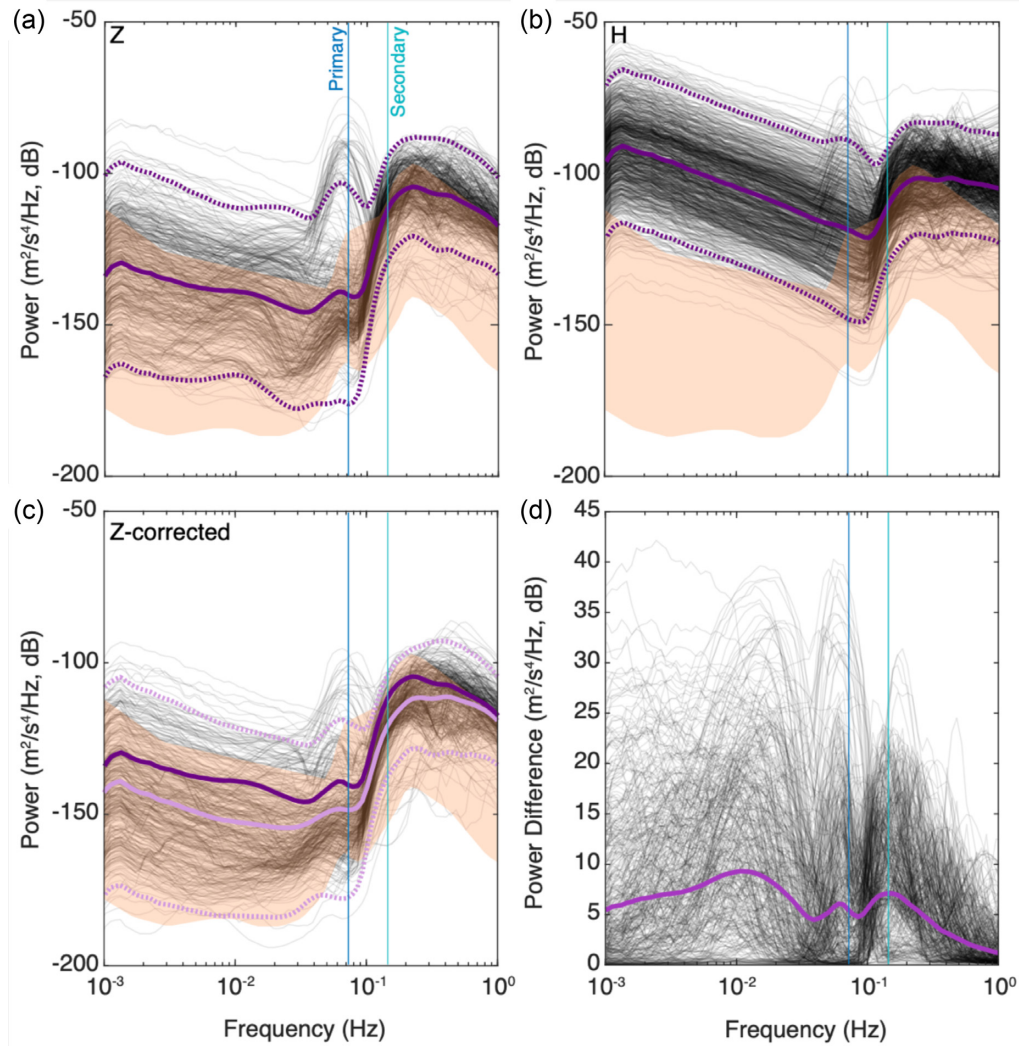 (a)
-50
-100
-150
-200
Power (m²/s⁴/Hz, dB)
Z
Primary
Secondary
(b)
-50
-100
-150
-200
Power (m²/s⁴/Hz, dB)
H
(c)
-50
-100
-150
-200
Power (m²/s⁴/Hz, dB)
Z-corrected
10⁻³
10⁻²
10⁻¹
10⁰
Frequency (Hz)
(d)
45
40
35
30
25
20
15
10
5
0
Power Difference (m²/s⁴/Hz, dB)
10⁻³
10⁻²
10⁻¹
10⁰
Frequency (Hz)